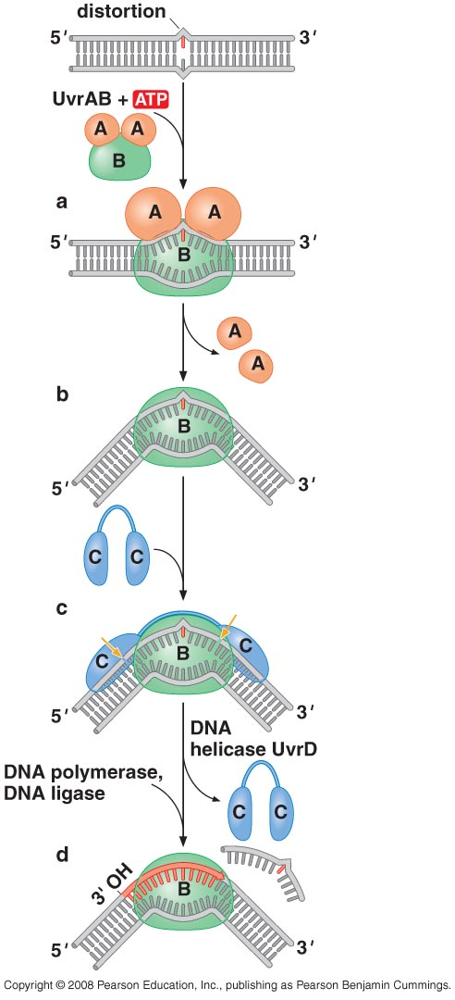 distortion
5′ 3′
UvrAB + ATP
A A
B
a
A A
5′ B 3′
A
A
b
B
5′ 3′
C C
c
C B C
5′ 3′
DNA
helicase UvrD
DNA polymerase,
DNA ligase
C C
d
3′ OH
B
5′ 3′
Copyright © 2008 Pearson Education, Inc., publishing as Pearson Benjamin Cummings.